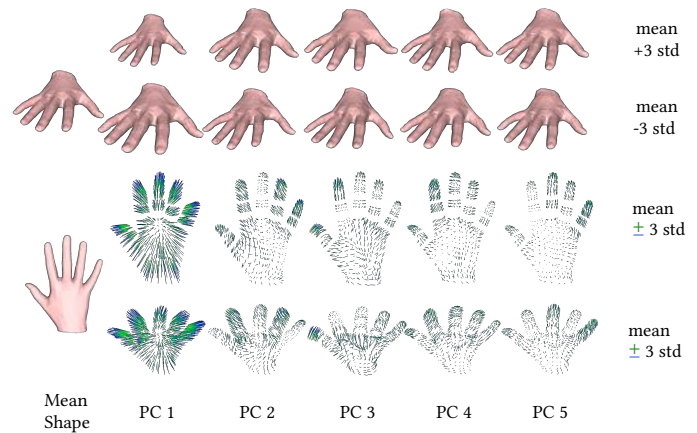 mean
+3 std
mean
-3 std
mean
± 3 std
mean
± 3 std
Mean
Shape
PC 1
PC 2
PC 3
PC 4
PC 5